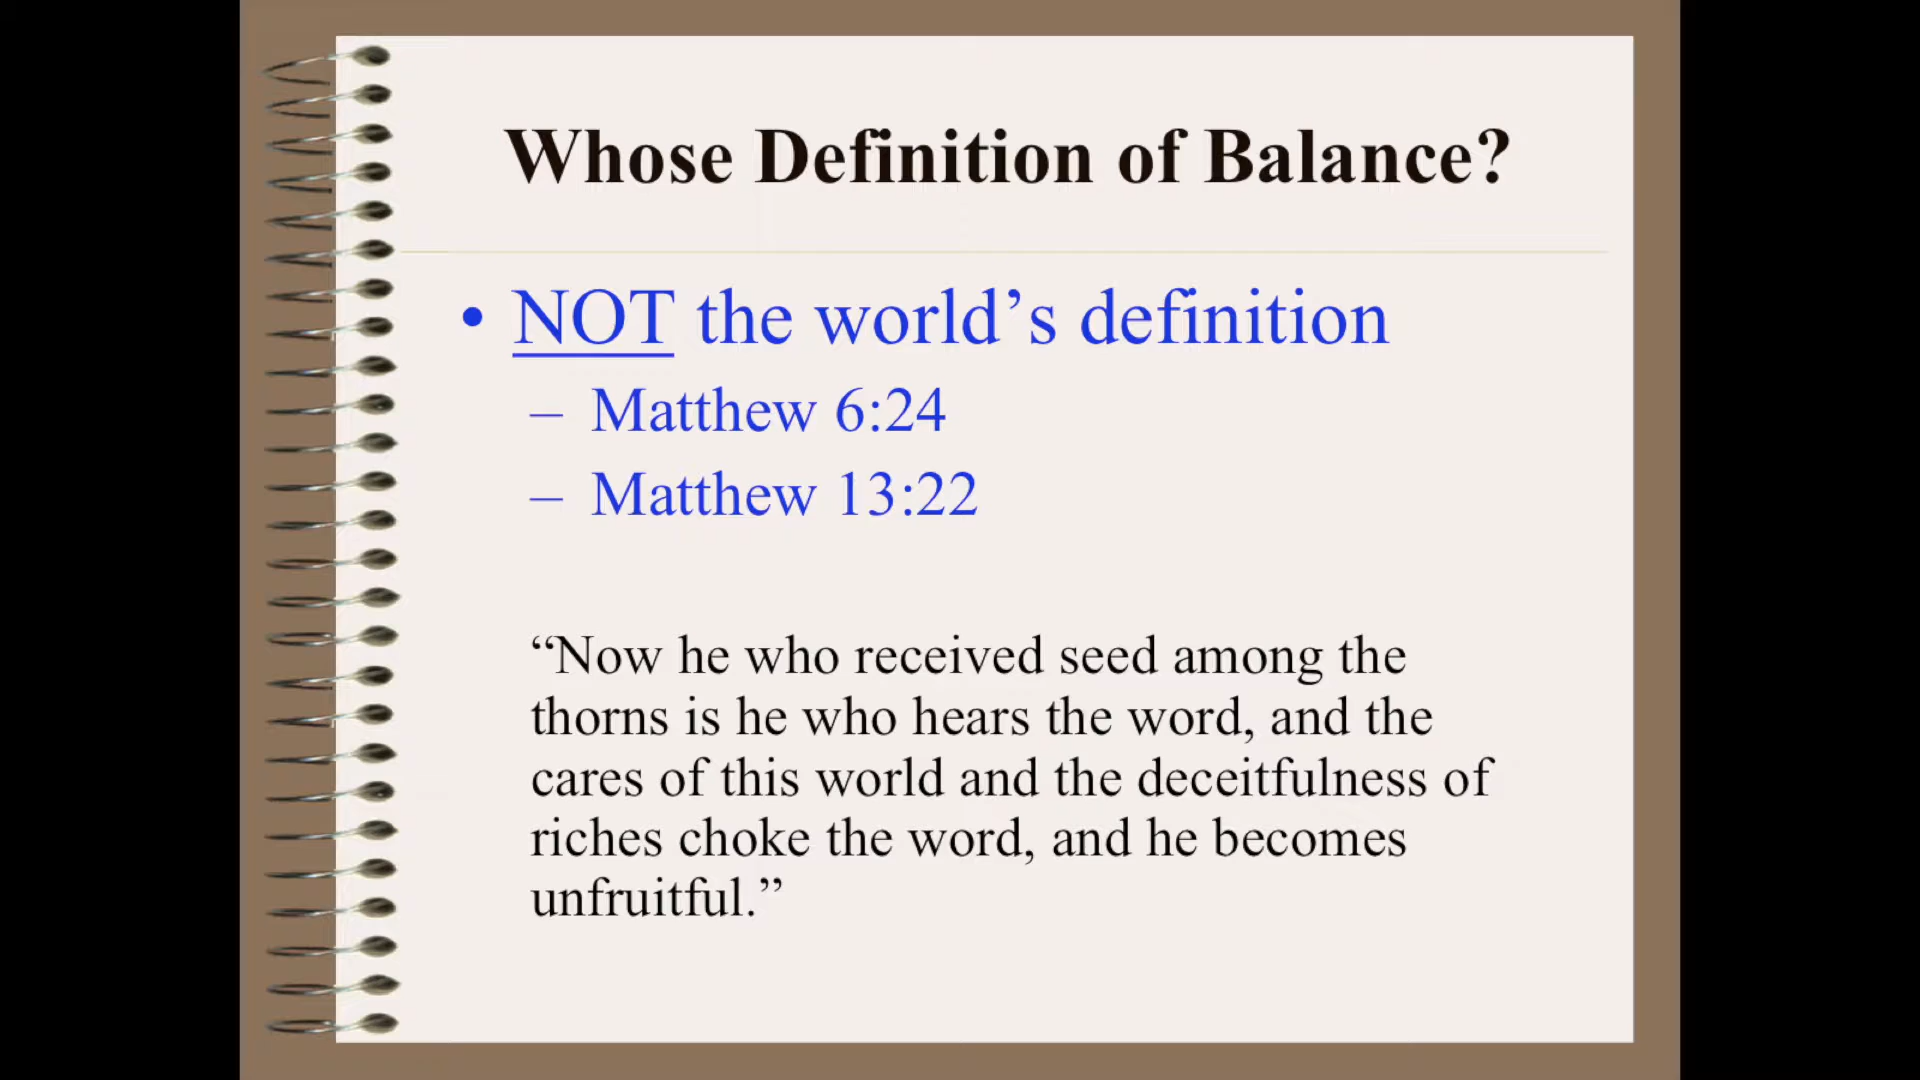 Whose Definition of Balance?
• NOT the world’s definition
– Matthew 6:24
– Matthew 13:22
“Now he who received seed among the
thorns is he who hears the word, and the
cares of this world and the deceitfulness of
riches choke the word, and he becomes
unfruitful.”